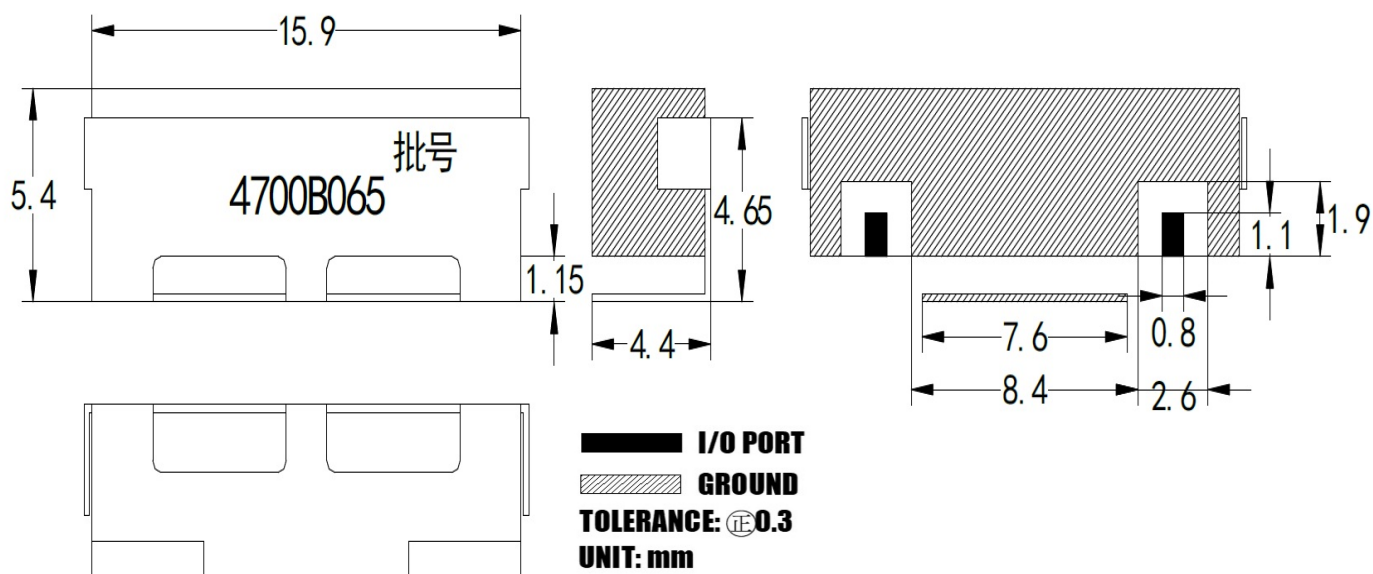 15.9
批号
4700B065
5.4
4.65
1.15
4.4
1.1
1.9
7.6
0.8
8.4
2.6
I/O PORT
GROUND
TOLERANCE: ㊣0.3
UNIT: mm